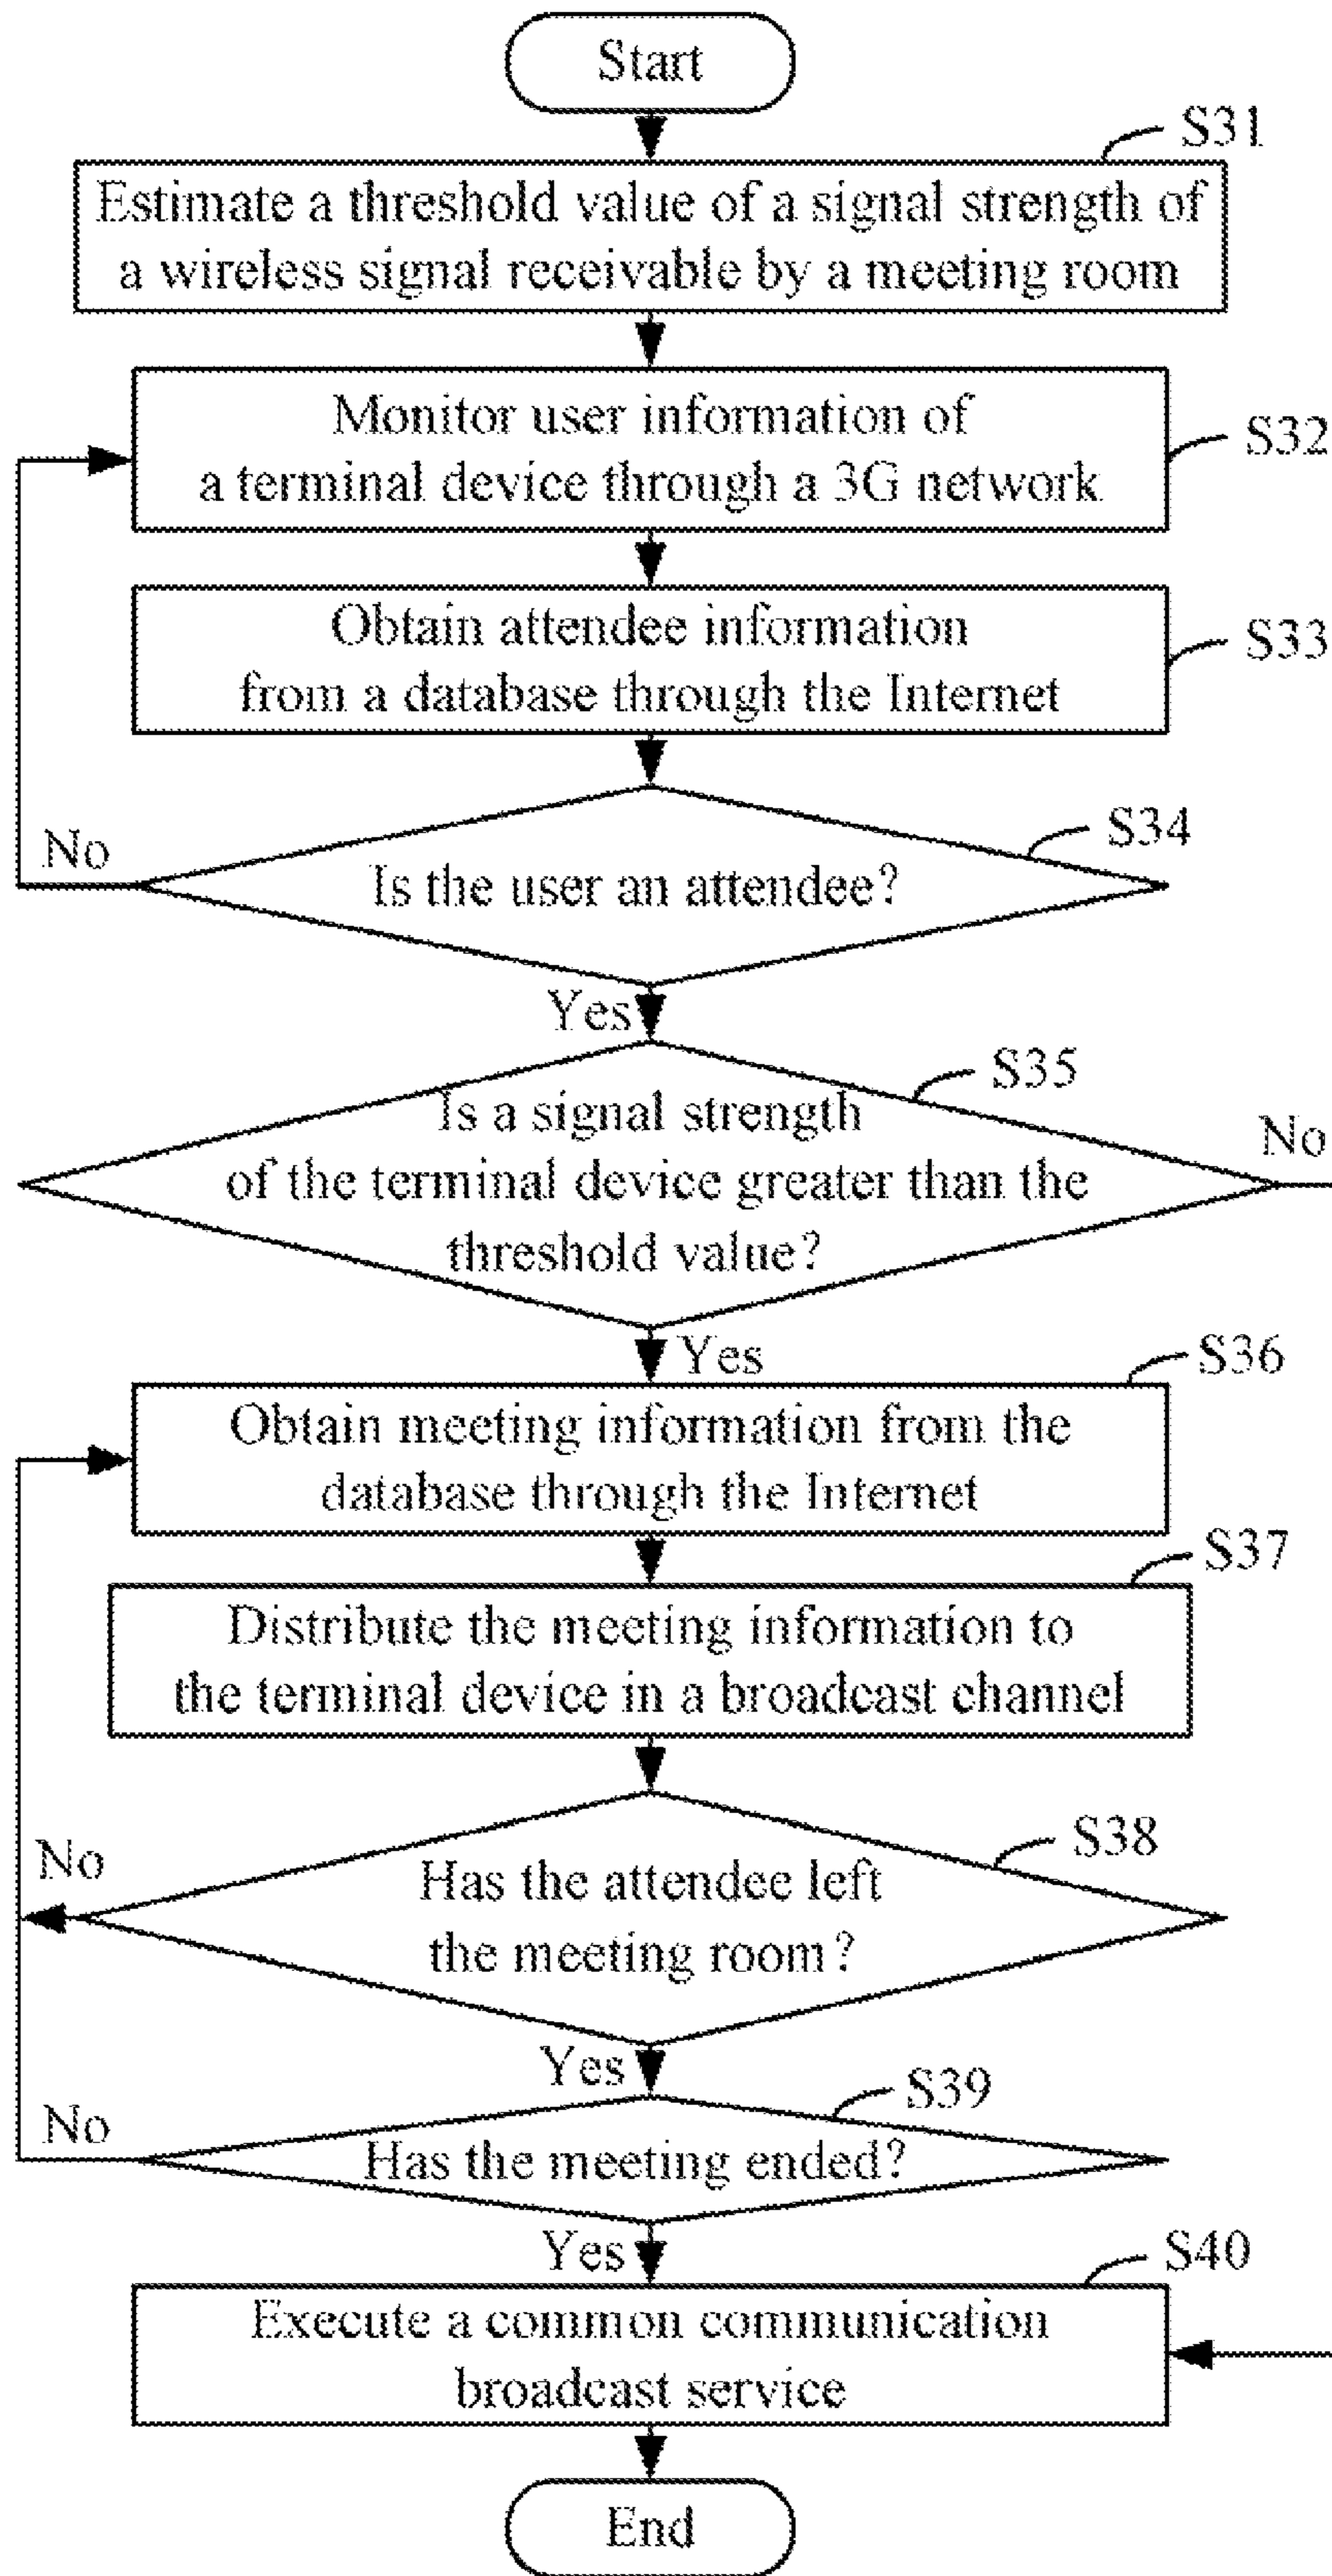 Start
S31
Estimate a threshold value of a signal strength of
a wireless signal receivable by a meeting room
Monitor user information of
a terminal device through a 3G network
S32
Obtain attendee information
from a database through the Internet
S33
S34
No
Is the user an attendee?
Yes
S35
Is a signal strength
of the terminal device greater than the
threshold value?
No
Yes
S36
Obtain meeting information from the
database through the Internet
S37
Distribute the meeting information to
the terminal device in a broadcast channel
S38
No
Has the attendee left
the meeting room?
Yes
S39
No
Has the meeting ended?
Yes
S40
Execute a common communication
broadcast service
End